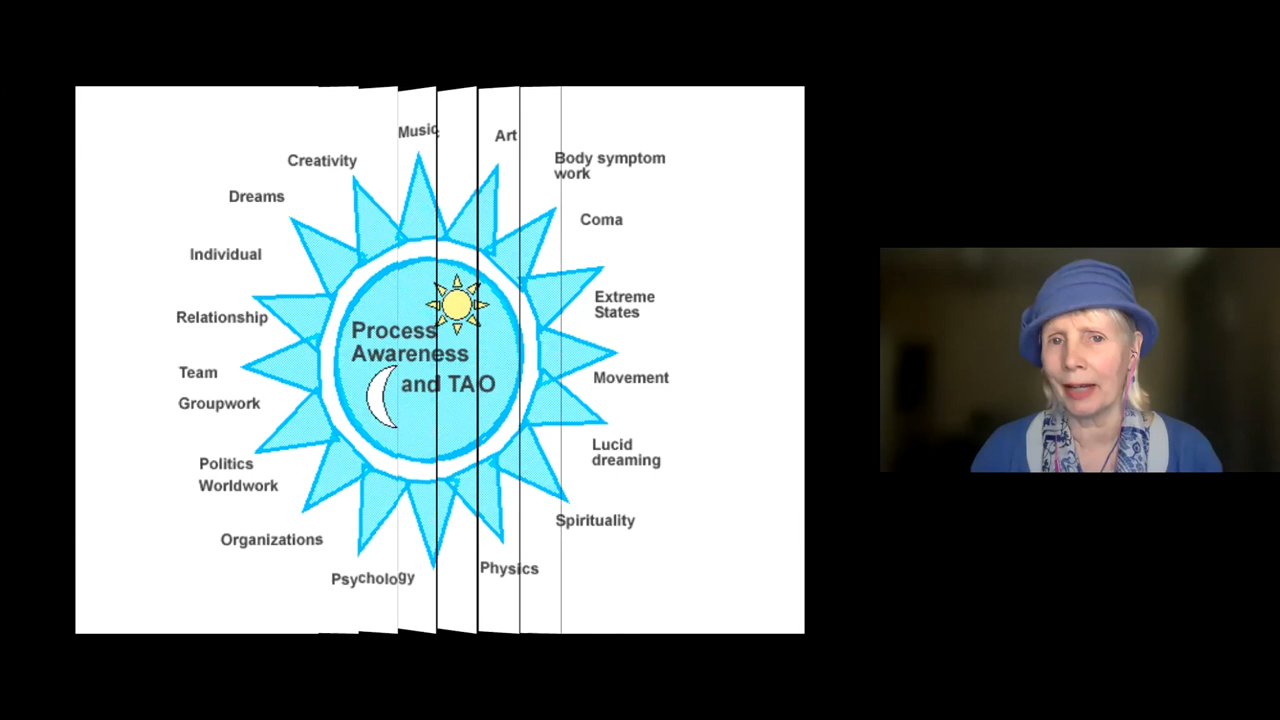 Music
Art
Creativity
Body symptom
work
Dreams
Coma
Individual
Extreme
States
Relationship
Process
Awareness
and TAO
Team
Movement
Groupwork
Lucid
dreaming
Politics
Worldwork
Spirituality
Organizations
Psychology
Physics